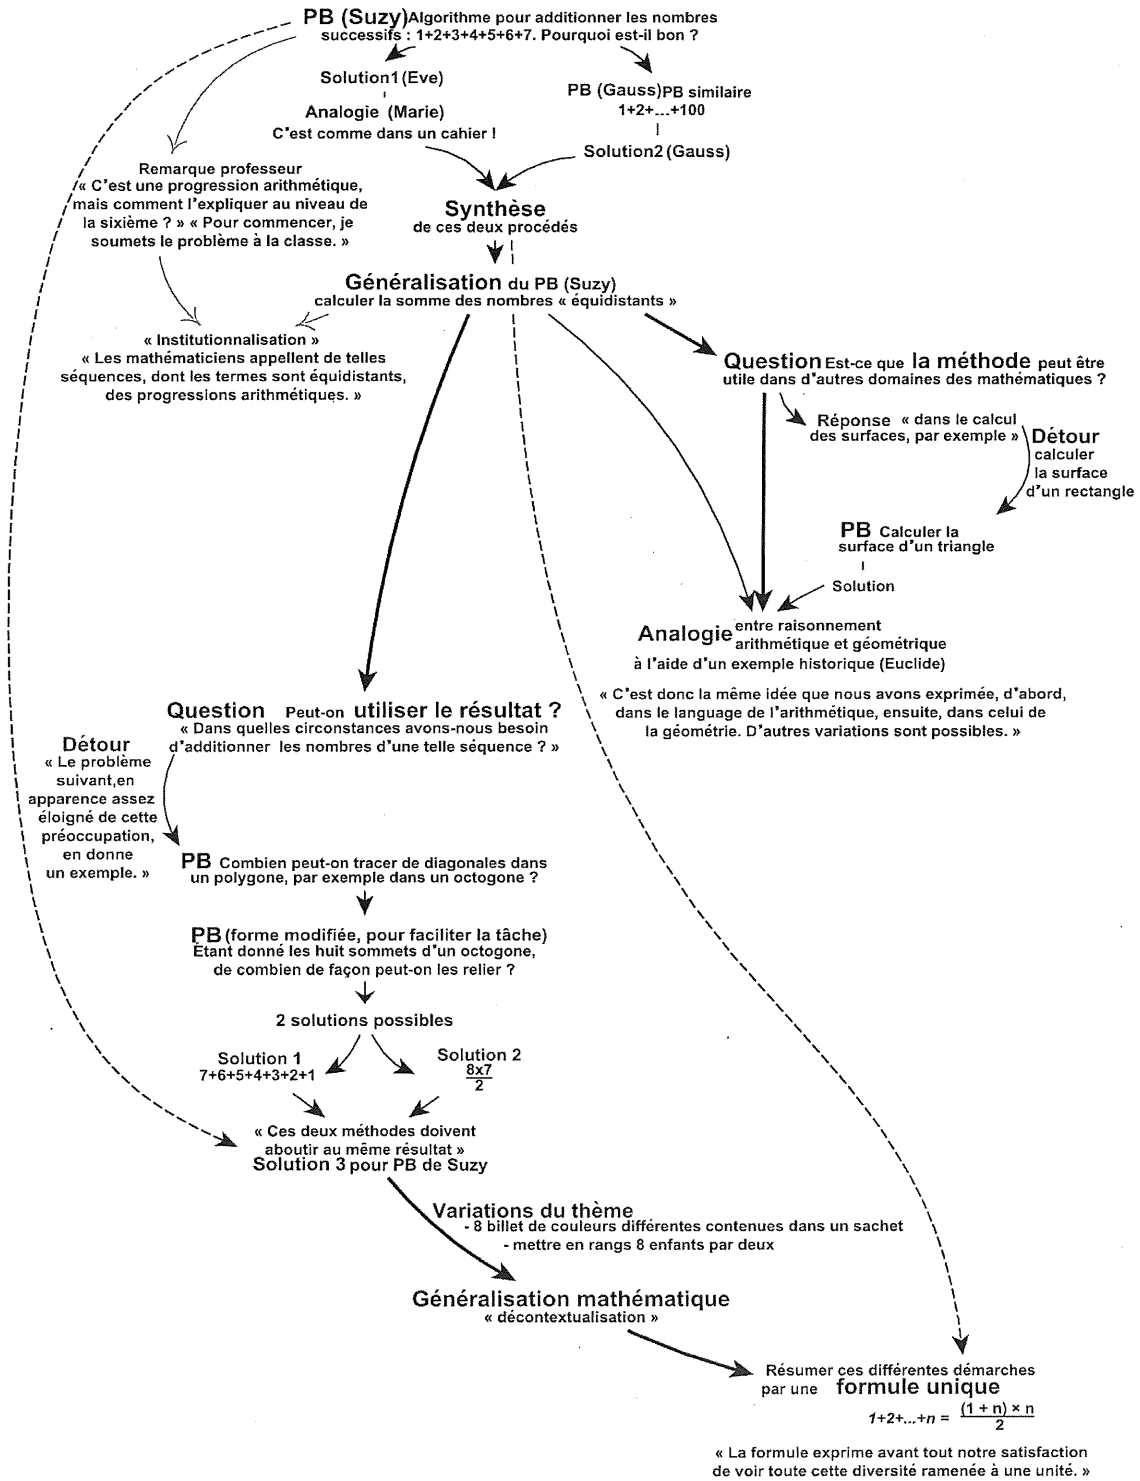 PB (Suzy) Algorithme pour additionner les nombres
successifs : 1+2+3+4+5+6+7. Pourquoi est-il bon ?
Solution1 (Eve)
Analogie (Marie)
C'est comme dans un cahier !
PB (Gauss) PB similaire
1+2+...+100
Solution2 (Gauss)
Remarque professeur
« C'est une progression arithmétique,
mais comment l'expliquer au niveau de
la sixième ? » « Pour commencer, je
soumets le problème à la classe. »
Synthèse
de ces deux procédés
Généralisation du PB (Suzy)
calculer la somme des nombres « équidistants »
« Institutionnalisation »
« Les mathématiciens appellent de telles
séquences, dont les termes sont équidistants,
des progressions arithmétiques. »
Question Est-ce que la méthode peut être
utile dans d'autres domaines des mathématiques ?
Réponse « dans le calcul
des surfaces, par exemple »
Détour
calculer
la surface
d'un rectangle
PB Calculer la
surface d'un triangle
Solution
Analogie entre raisonnement
arithmétique et géométrique
à l'aide d'un exemple historique (Euclide)
« C'est donc la même idée que nous avons exprimée, d'abord,
dans le language de l'arithmétique, ensuite, dans celui de
la géométrie. D'autres variations sont possibles. »
Question Peut-on utiliser le résultat ?
« Dans quelles circonstances avons-nous besoin
d'additionner les nombres d'une telle séquence ? »
Détour
« Le problème
suivant,en
apparence assez
éloigné de cette
préoccupation,
en donne
un exemple. »
PB Combien peut-on tracer de diagonales dans
un polygone, par exemple dans un octogone ?
PB (forme modifiée, pour faciliter la tâche)
Étant donné les huit sommets d'un octogone,
de combien de façon peut-on les relier ?
2 solutions possibles
Solution 1
7+6+5+4+3+2+1
Solution 2
8x7
2
« Ces deux méthodes doivent
aboutir au même résultat »
Solution 3 pour PB de Suzy
Variations du thème
- 8 billet de couleurs différentes contenues dans un sachet
- mettre en rangs 8 enfants par deux
Généralisation mathématique
« décontextualisation »
Résumer ces différentes démarches
par une formule unique
1+2+...+n = (1 + n) × n
2
« La formule exprime avant tout notre satisfaction
de voir toute cette diversité ramenée à une unité. »